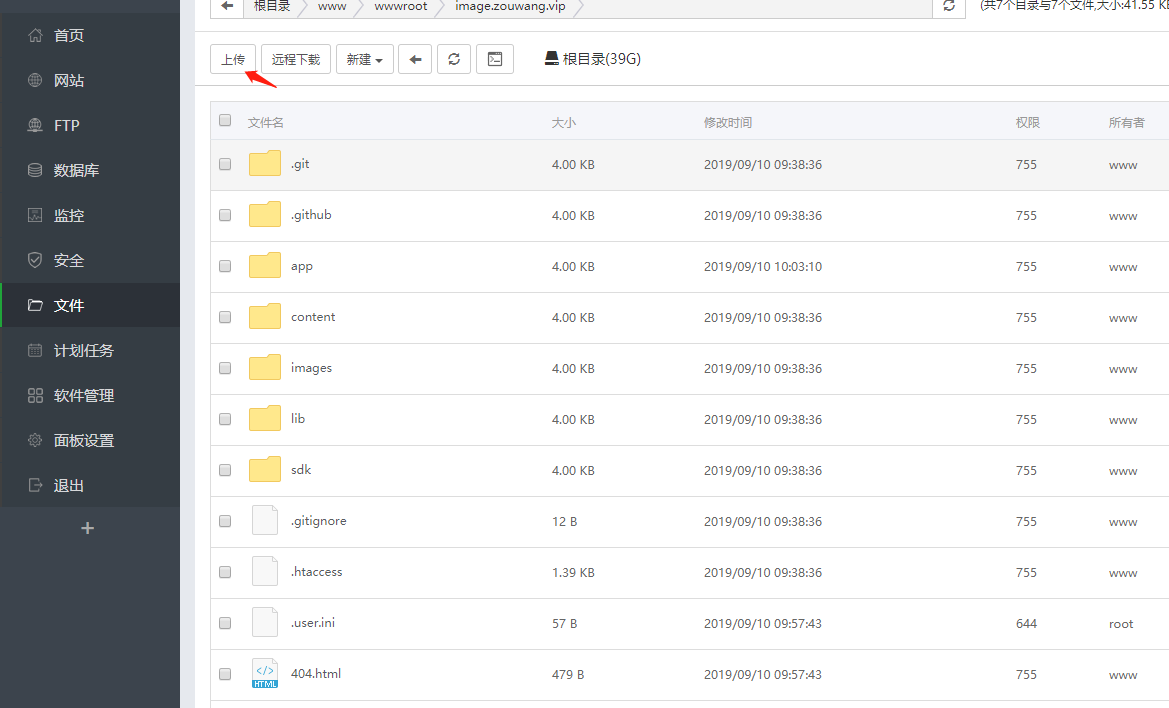 根目录 www wwwroot image.zouwang.vip (共7个目录与7个文件,大小:41.55 KB
上传 远程下载 新建 根目录(39G)
首页
网站
FTP
数据库
监控
安全
文件
计划任务
软件管理
面板设置
退出
+
文件名 大小 修改时间 权限 所有者
.git 4.00 KB 2019/09/10 09:38:36 755 www
.github 4.00 KB 2019/09/10 09:38:36 755 www
app 4.00 KB 2019/09/10 10:03:10 755 www
content 4.00 KB 2019/09/10 09:38:36 755 www
images 4.00 KB 2019/09/10 09:38:36 755 www
lib 4.00 KB 2019/09/10 09:38:36 755 www
sdk 4.00 KB 2019/09/10 09:38:36 755 www
.gitignore 12 B 2019/09/10 09:38:36 755 www
.htaccess 1.39 KB 2019/09/10 09:38:36 755 www
.user.ini 57 B 2019/09/10 09:57:43 644 root
</> HTML 404.html 479 B 2019/09/10 09:57:43 755 www